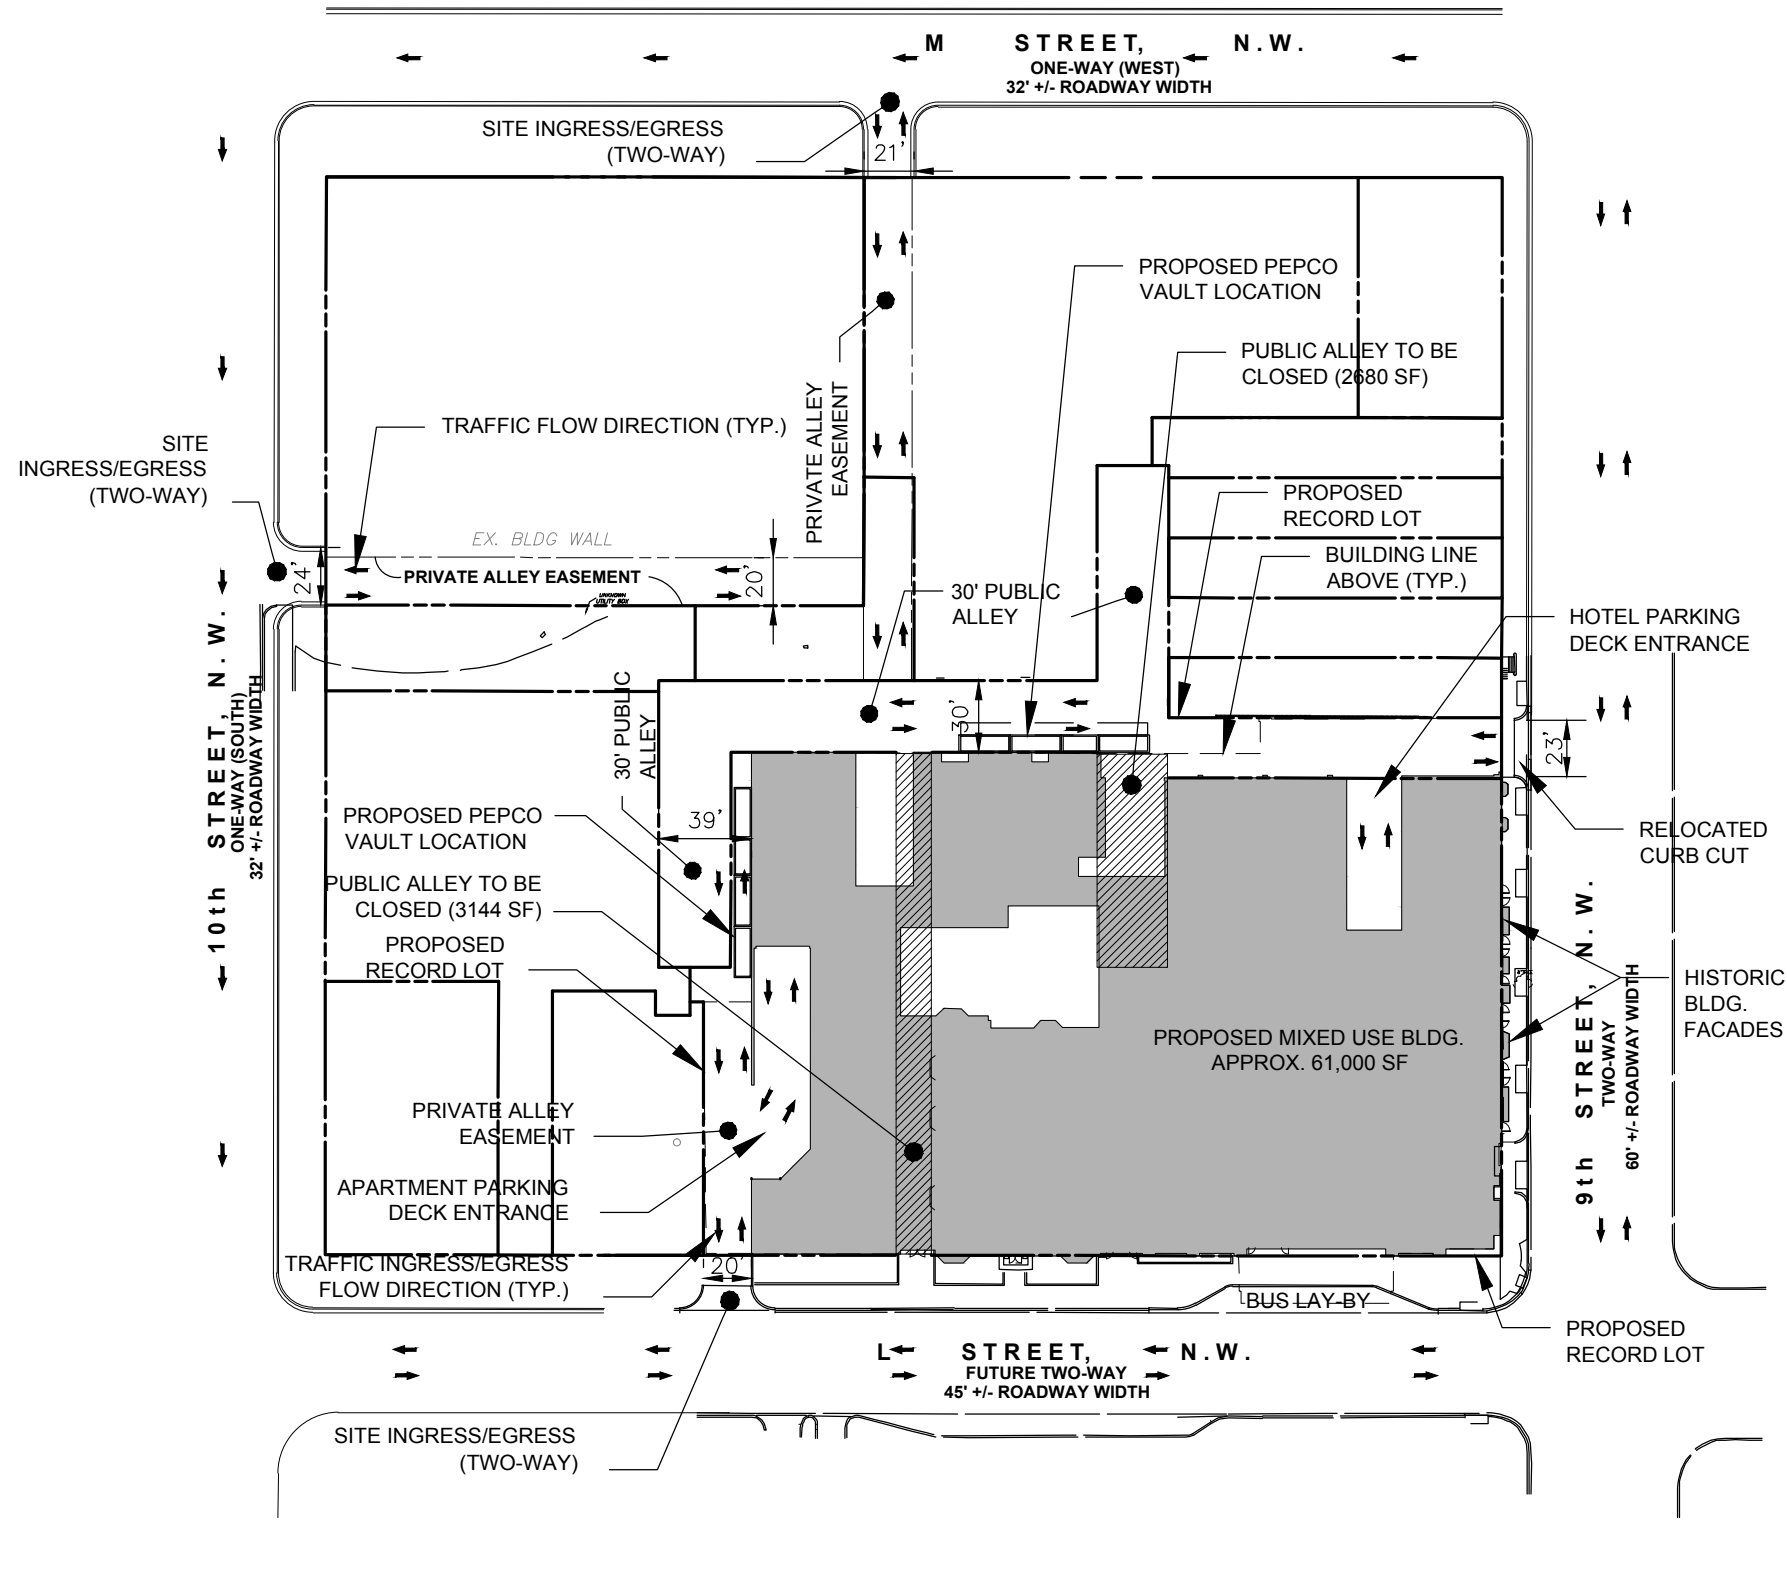 M STREET, N.W.
ONE-WAY (WEST)
32' +/- ROADWAY WIDTH
SITE INGRESS/EGRESS
(TWO-WAY)
21'
PROPOSED PEPCO
VAULT LOCATION
PUBLIC ALLEY TO BE
CLOSED (2680 SF)
PRIVATE ALLEY
EASEMENT
TRAFFIC FLOW DIRECTION (TYP.)
SITE
INGRESS/EGRESS
(TWO-WAY)
PROPOSED
RECORD LOT
EX. BLDG WALL
BUILDING LINE
ABOVE (TYP.)
24'
PRIVATE ALLEY EASEMENT
20'
UNKNOWN
UTILITY BOX
30' PUBLIC
ALLEY
HOTEL PARKING
DECK ENTRANCE
10th STREET, N.W.
ONE-WAY (SOUTH)
32' +/- ROADWAY WIDTH
30' PUBLIC
ALLEY
30'
23'
PROPOSED PEPCO
VAULT LOCATION
39'
RELOCATED
CURB CUT
PUBLIC ALLEY TO BE
CLOSED (3144 SF)
PROPOSED
RECORD LOT
9th STREET, N.W.
TWO-WAY
60' +/- ROADWAY WIDTH
HISTORIC
BLDG.
FACADES
PROPOSED MIXED USE BLDG.
APPROX. 61,000 SF
PRIVATE ALLEY
EASEMENT
APARTMENT PARKING
DECK ENTRANCE
TRAFFIC INGRESS/EGRESS
FLOW DIRECTION (TYP.)
20'
BUS LAY-BY
PROPOSED
RECORD LOT
L STREET, N.W.
FUTURE TWO-WAY
45' +/- ROADWAY WIDTH
SITE INGRESS/EGRESS
(TWO-WAY)